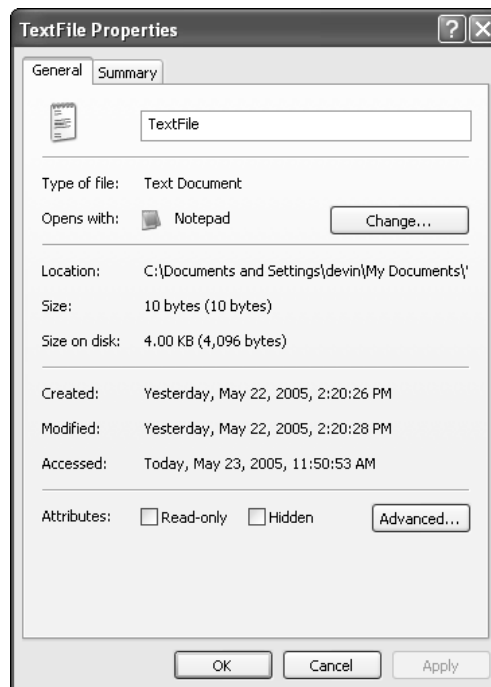 TextFile Properties
General Summary
TextFile
Type of file: Text Document
Opens with: Notepad Change...
Location: C:\Documents and Settings\devin\My Documents\'
Size: 10 bytes (10 bytes)
Size on disk: 4.00 KB (4,096 bytes)
Created: Yesterday, May 22, 2005, 2:20:26 PM
Modified: Yesterday, May 22, 2005, 2:20:28 PM
Accessed: Today, May 23, 2005, 11:50:53 AM
Attributes: Read-only Hidden Advanced...
OK Cancel Apply